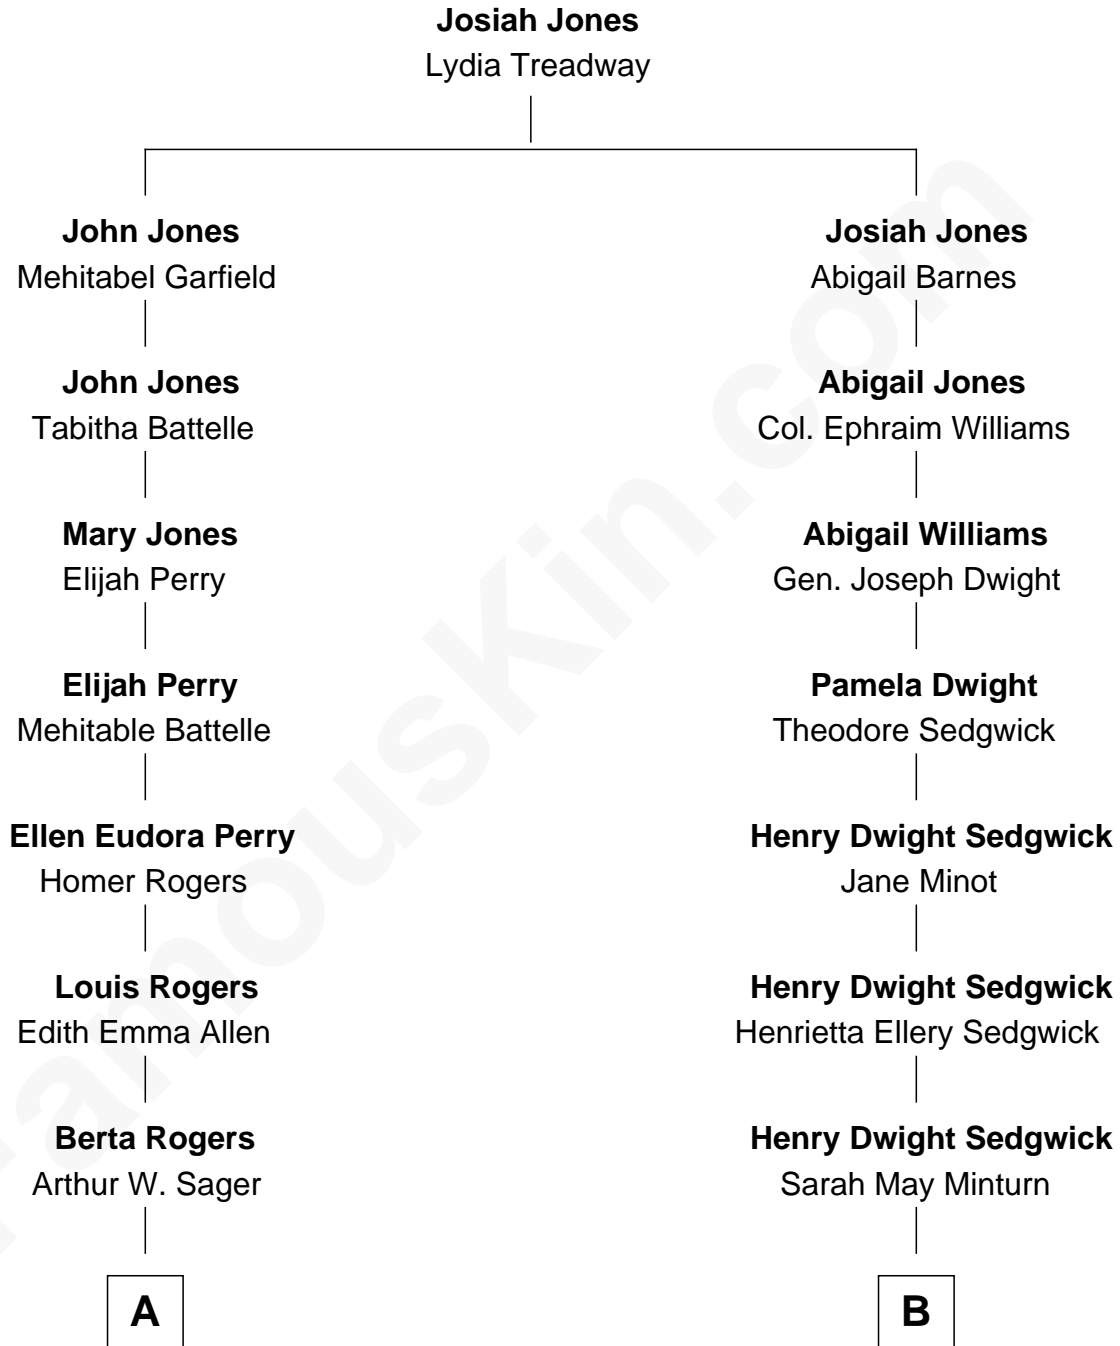 Josiah Jones
Lydia Treadway
John Jones
Mehitabel Garfield
John Jones
Tabitha Battelle
Mary Jones
Elijah Perry
Elijah Perry
Mehitable Battelle
Ellen Eudora Perry
Homer Rogers
Louis Rogers
Edith Emma Allen
Berta Rogers
Arthur W. Sager
A
Josiah Jones
Abigail Barnes
Abigail Jones
Col. Ephraim Williams
Abigail Williams
Gen. Joseph Dwight
Pamela Dwight
Theodore Sedgwick
Henry Dwight Sedgwick
Jane Minot
Henry Dwight Sedgwick
Henrietta Ellery Sedgwick
Henry Dwight Sedgwick
Sarah May Minturn
B
FamousKin.com